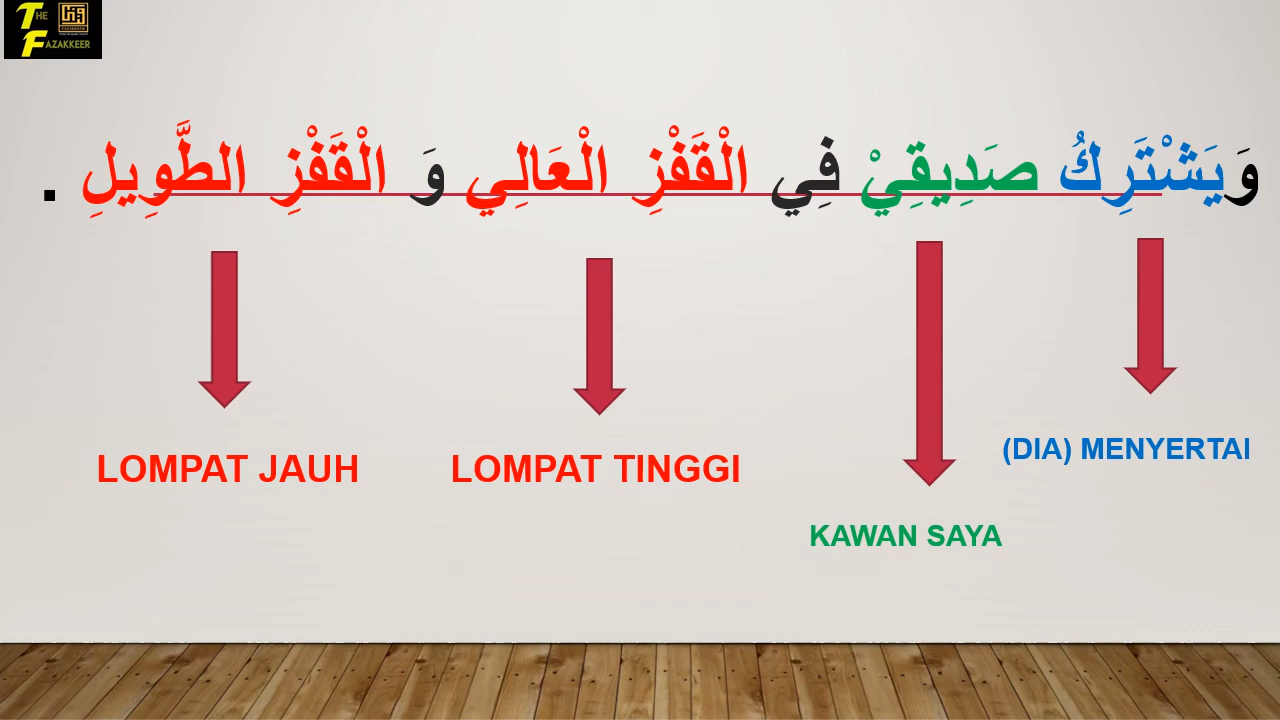 THE
FAZAKKEER
وَيَشْتَرِكُ صَدِيقِيْ فِي الْقَفْزِ الْعَالِي وَ الْقَفْزِ الطَّوِيلِ .
(DIA) MENYERTAI
LOMPAT JAUH LOMPAT TINGGI
KAWAN SAYA